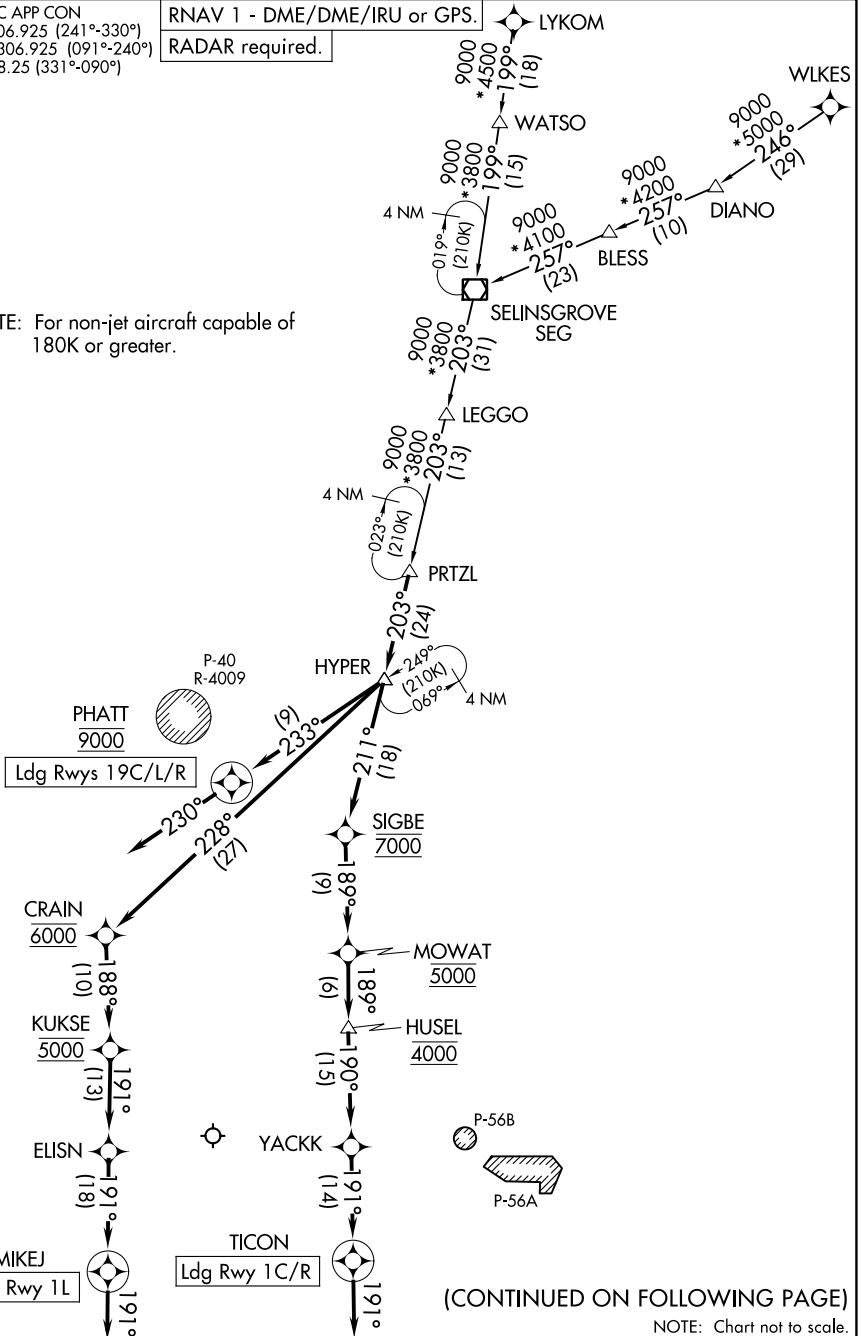 C APP CON
06.925 (241°-330°)
306.925 (091°-240°)
8.25 (331°-090°)
RNAV 1 - DME/DME/IRU or GPS.
RADAR required.
LYKOM
9000
*4500
199°
(18)
WATSO
WLKES
9000
*5000
246°
(29)
DIANO
9000
*4200
257°
(10)
BLESS
9000
*4100
257°
(23)
9000
*3800
199°
(15)
4 NM
019°
(210K)
SELINSGROVE
SEG
TE: For non-jet aircraft capable of
180K or greater.
9000
*3800
203°
(31)
LEGGO
9000
*3800
203°
(13)
4 NM
023°
(210K)
PRTZL
203°
(24)
HYPER
249°
(210K)
069°
4 NM
P-40
R-4009
PHATT
9000
Ldg Rwys 19C/L/R
(9)
233°
230°
228°
(27)
211°
(18)
SIGBE
7000
189°
(9)
CRAIN
6000
188°
(10)
MOWAT
5000
189°
(6)
KUKSE
5000
191°
(13)
HUSEL
4000
190°
(15)
ELISN
191°
(18)
YACKK
191°
(14)
P-56B
P-56A
MIKEJ
Rwy 1L
191°
TICON
Ldg Rwy 1C/R
191°
(CONTINUED ON FOLLOWING PAGE)
NOTE: Chart not to scale.